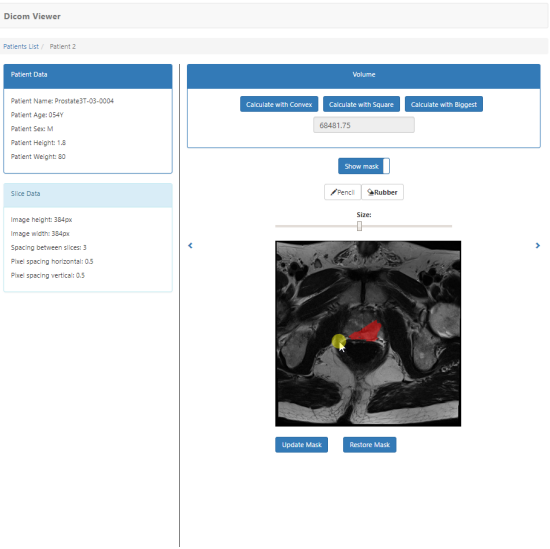 Dicom Viewer
Patients List / Patient 2
Patient Data
Patient Name: Prostate3T-03-0004
Patient Age: 054Y
Patient Sex: M
Patient Height: 1.8
Patient Weight: 80
Slice Data
Image height: 384px
Image width: 384px
Spacing between slices: 3
Pixel spacing horizontal: 0.5
Pixel spacing vertical: 0.5
Volume
Calculate with Convex Calculate with Square Calculate with Biggest
68481.75
Show mask
Pencil Rubber
Size:
Update Mask Restore Mask